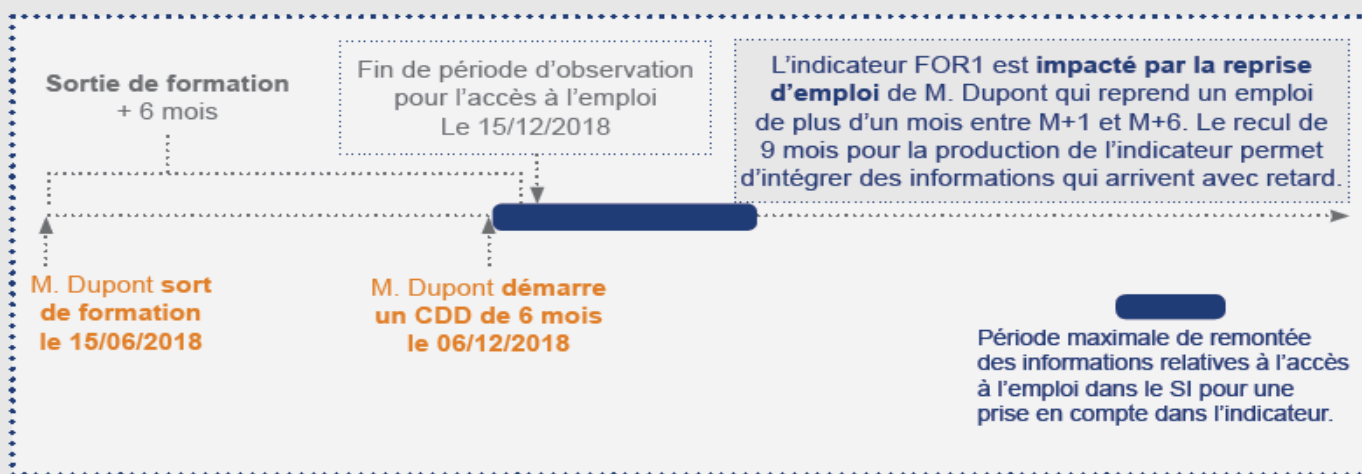 Sortie de formation
+ 6 mois
Fin de période d’observation
pour l’accès à l’emploi
Le 15/12/2018
L’indicateur FOR1 est impacté par la reprise
d’emploi de M. Dupont qui reprend un emploi
de plus d’un mois entre M+1 et M+6. Le recul de
9 mois pour la production de l’indicateur permet
d’intégrer des informations qui arrivent avec retard.
M. Dupont sort
de formation
le 15/06/2018
M. Dupont démarre
un CDD de 6 mois
le 06/12/2018
Période maximale de remontée
des informations relatives à l’accès
à l’emploi dans le SI pour une
prise en compte dans l’indicateur.